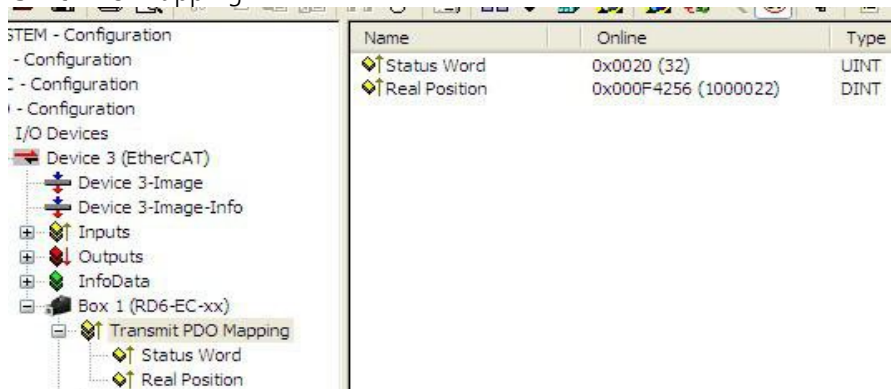 STEM - Configuration
- Configuration
- Configuration
- Configuration
I/O Devices
Device 3 (EtherCAT)
Device 3-Image
Device 3-Image-Info
Inputs
Outputs
InfoData
Box 1 (RD6-EC-xx)
Transmit PDO Mapping
Status Word
Real Position
Name Online Type
Status Word 0x0020 (32) UINT
Real Position 0x000F4256 (1000022) DINT